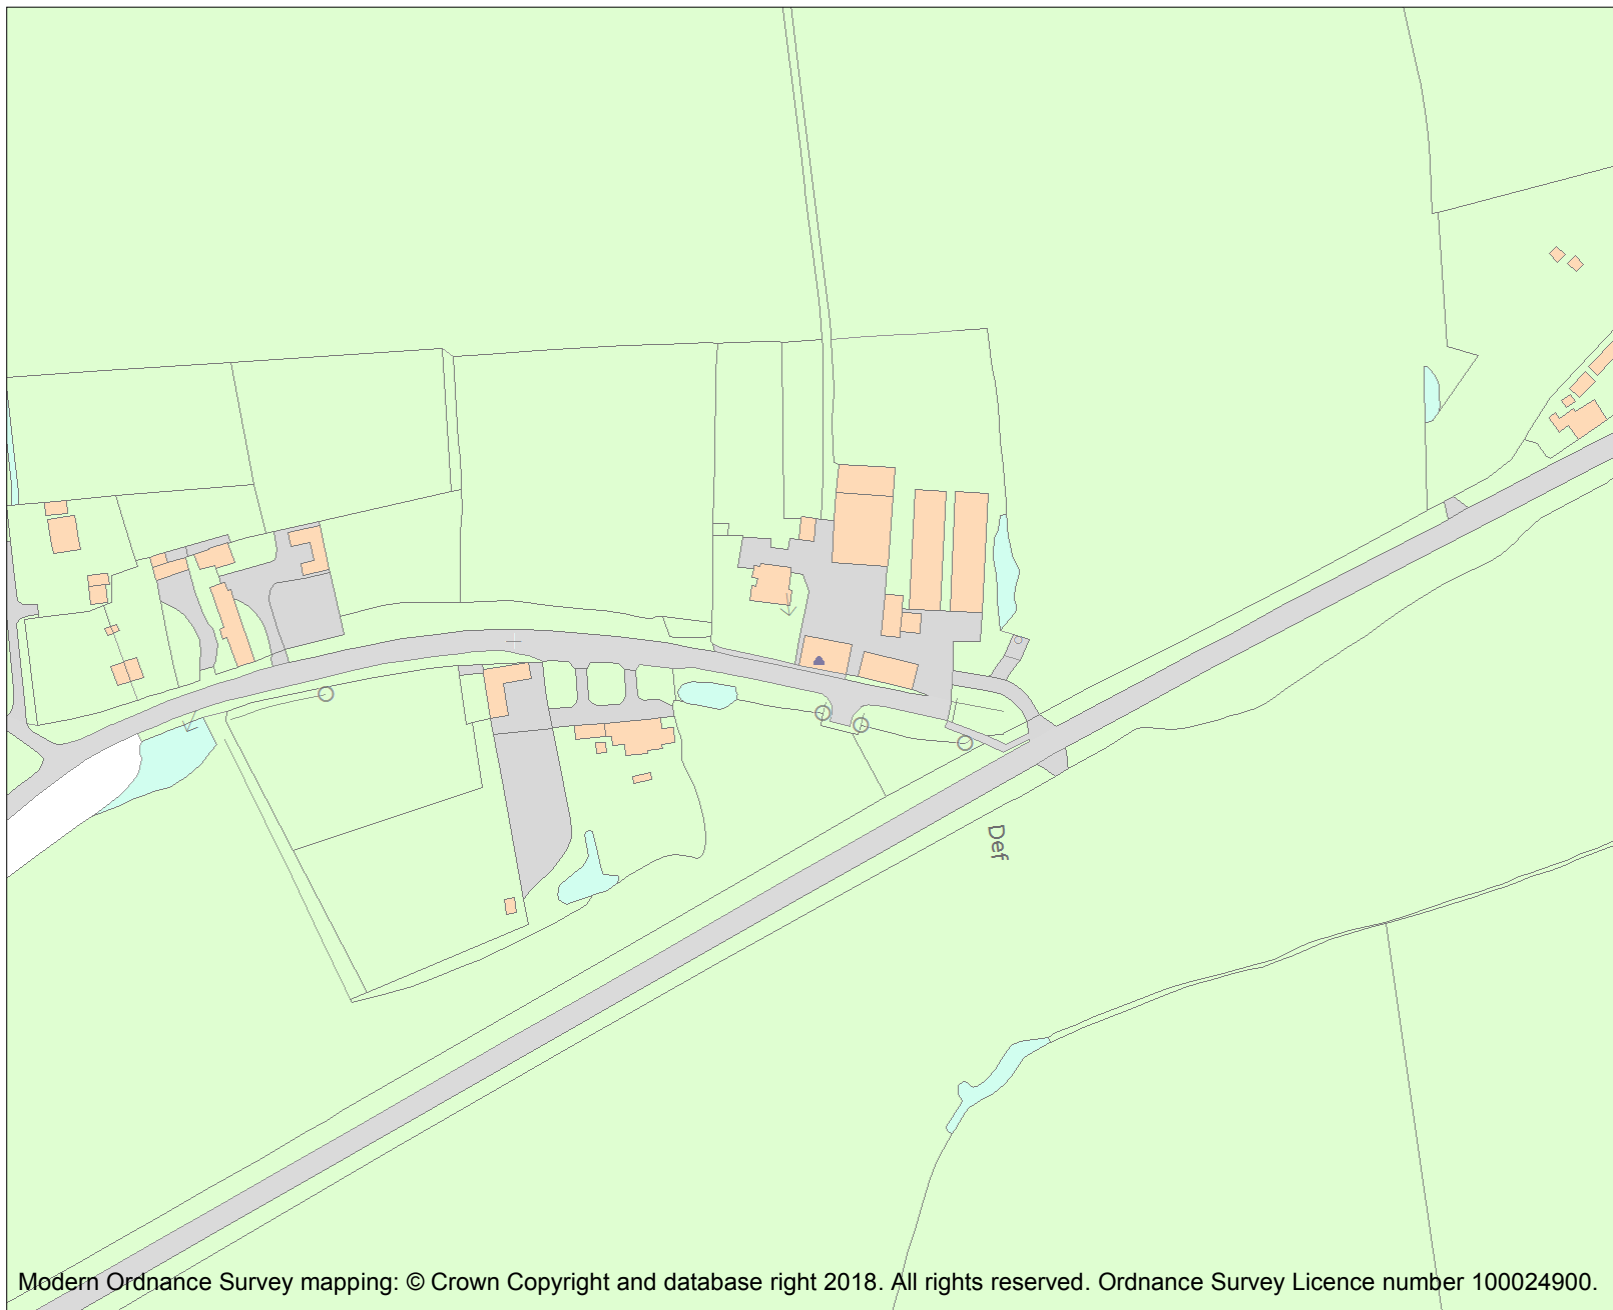 Def
Modern Ordnance Survey mapping: © Crown Copyright and database right 2018. All rights reserved. Ordnance Survey Licence number 100024900.